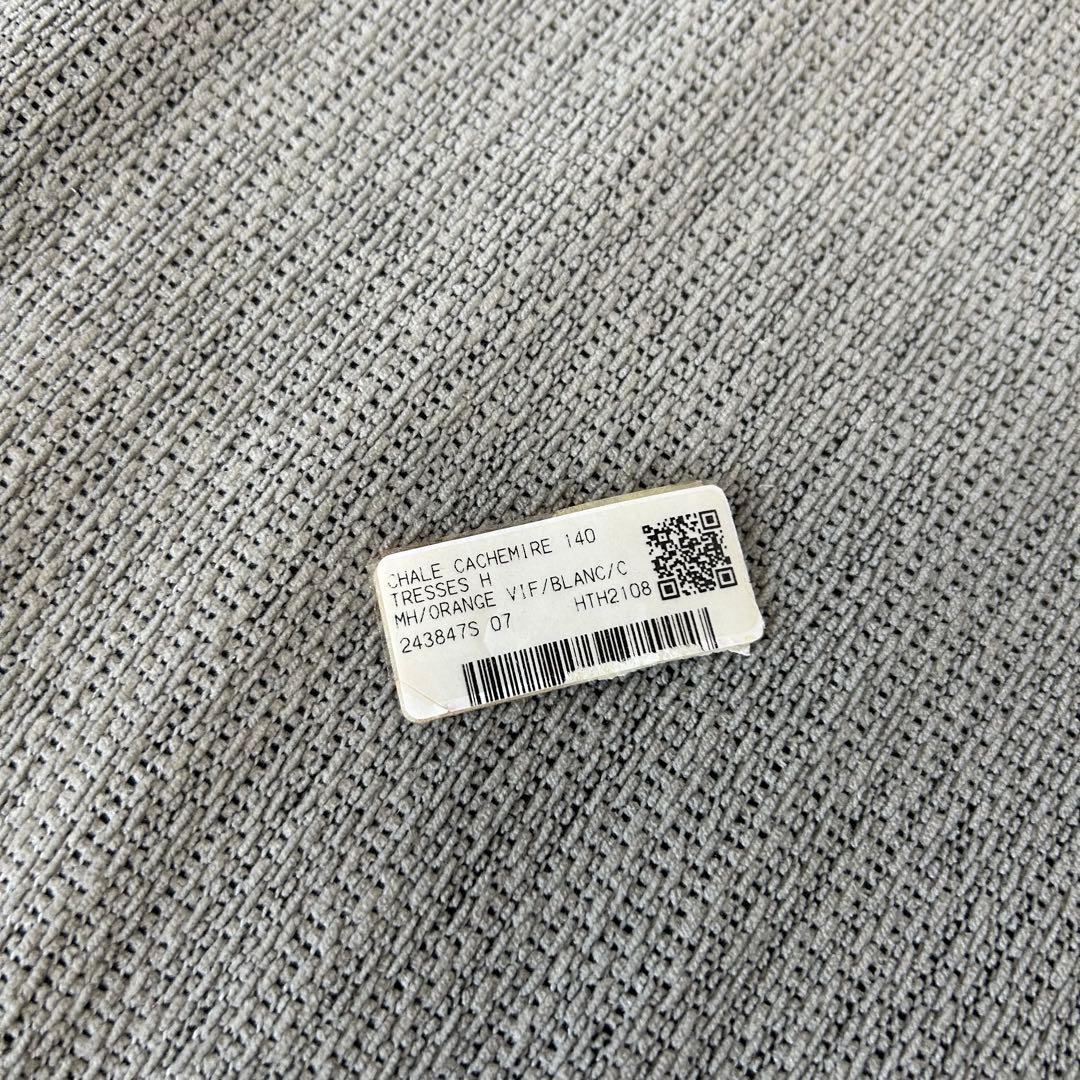 CHALE CACHEMIRE 140
TRESSES H
MH/ORANGE VIF/BLANC/C
243847S 07 HTH2108